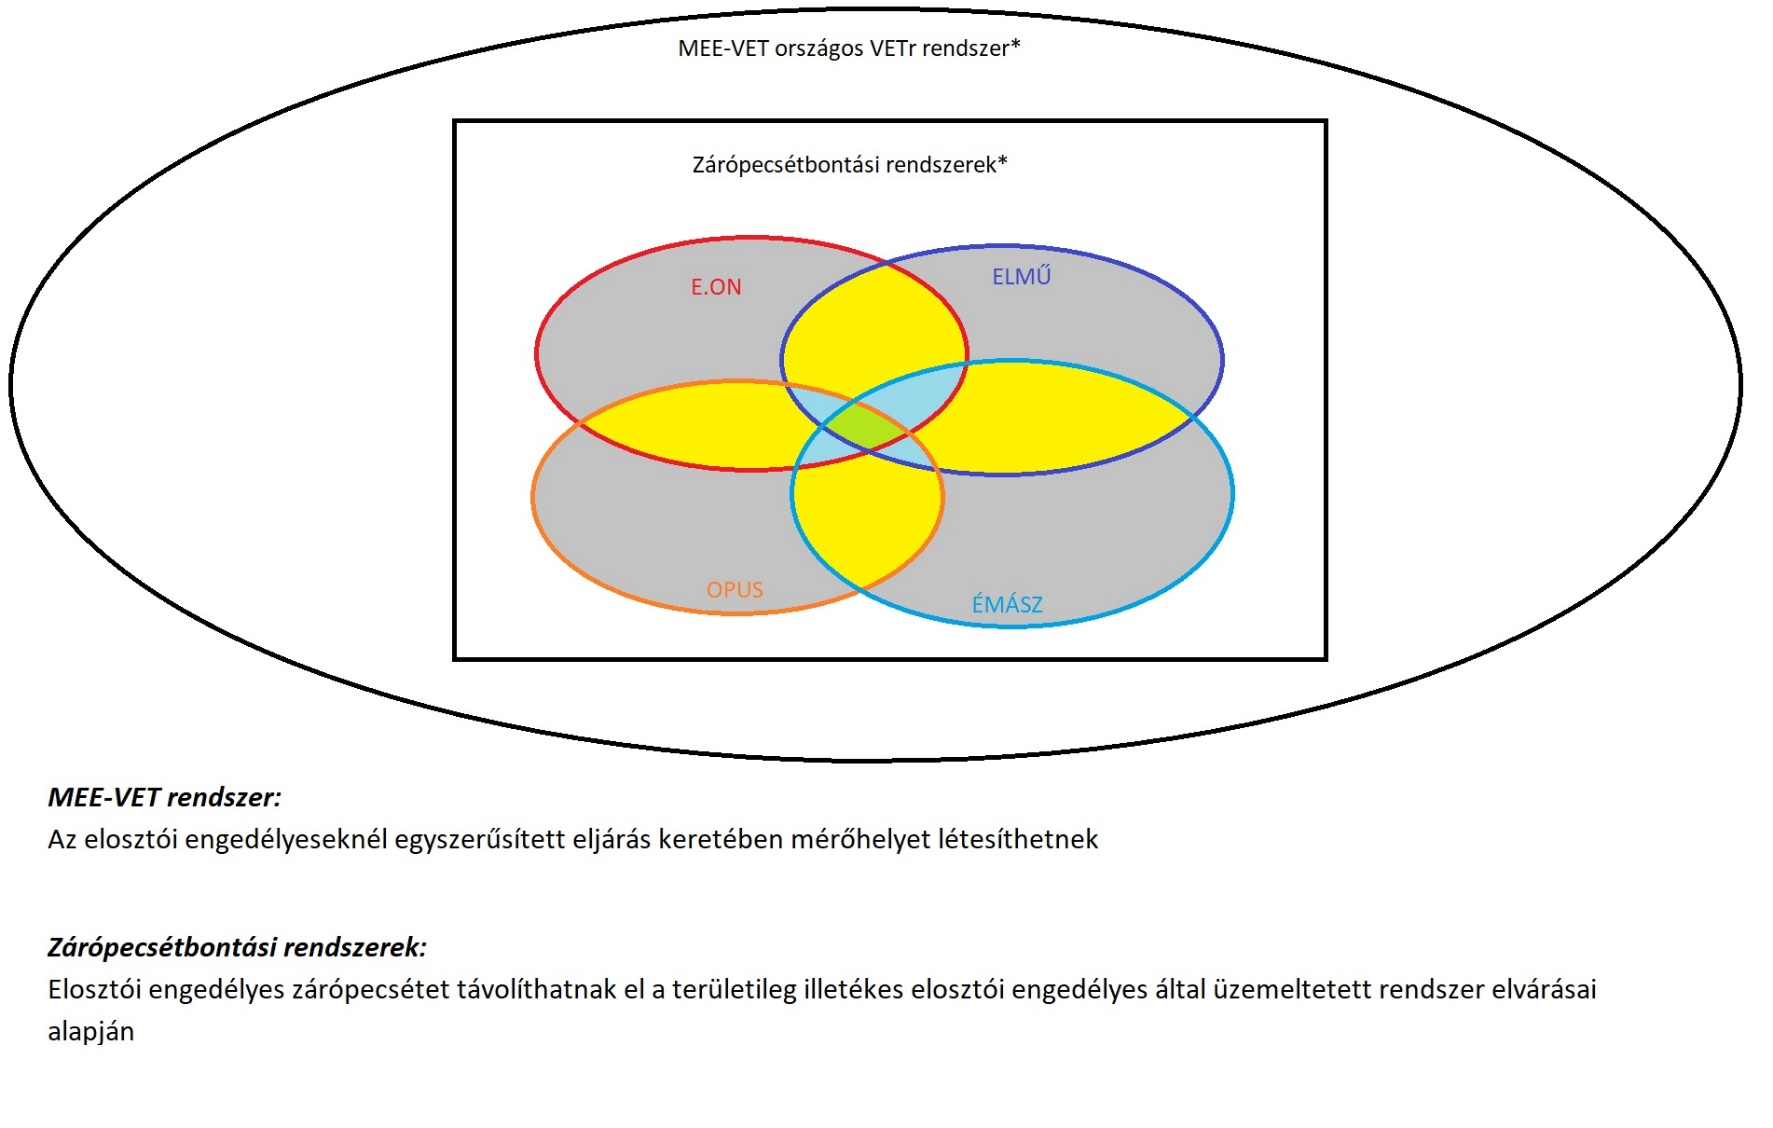 MEE-VET országos VETr rendszer*
Zárópecsétbontási rendszerek*
E.ON
ELMŰ
OPUS
ÉMÁSZ
MEE-VET rendszer:
Az elosztói engedélyeseknél egyszerűsített eljárás keretében mérőhelyet létesíthetnek
Zárópecsétbontási rendszerek:
Elosztói engedélyes zárópecsétet távolíthatnak el a területileg illetékes elosztói engedélyes által üzemeltetett rendszer elvárásai
alapján